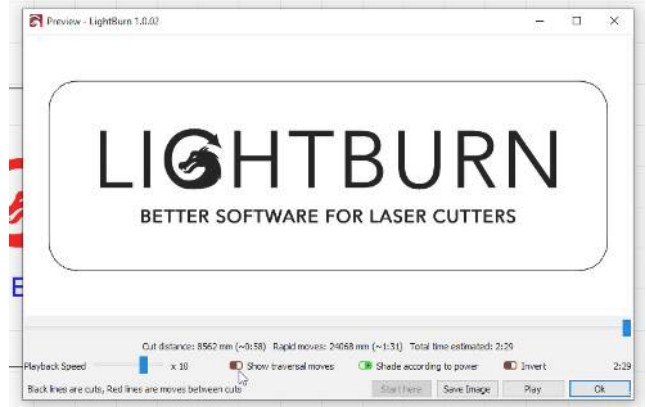 Preview - LightBurn 1.0.02
LIGHTBURN
BETTER SOFTWARE FOR LASER CUTTERS
E
Cut distance: 8562 mm (~0:58) Rapid moves: 24068 mm (~1:31) Total time estimated: 2:29
Playback Speed x 10 Show traversal moves Shade according to power Invert 2:29
Black lines are cuts, Red lines are moves between cuts Start here Save Image Play Ok